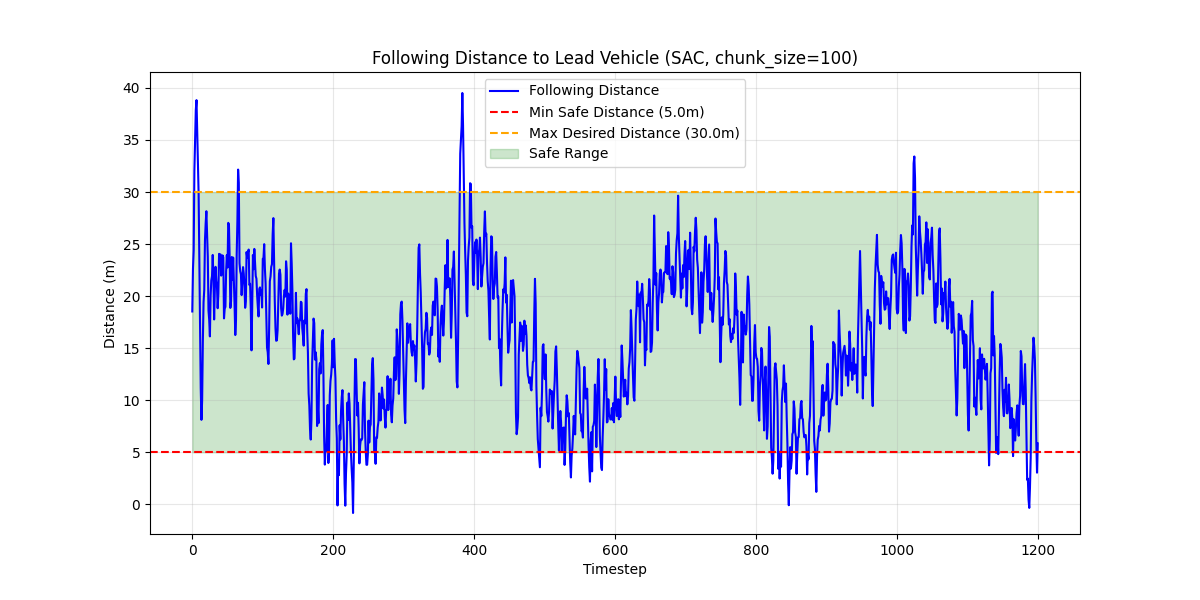 Following Distance to Lead Vehicle (SAC, chunk_size=100)
Following Distance
Min Safe Distance (5.0m)
Max Desired Distance (30.0m)
Safe Range
Distance (m)
40
35
30
25
20
15
10
5
0
0 200 400 600 800 1000 1200
Timestep